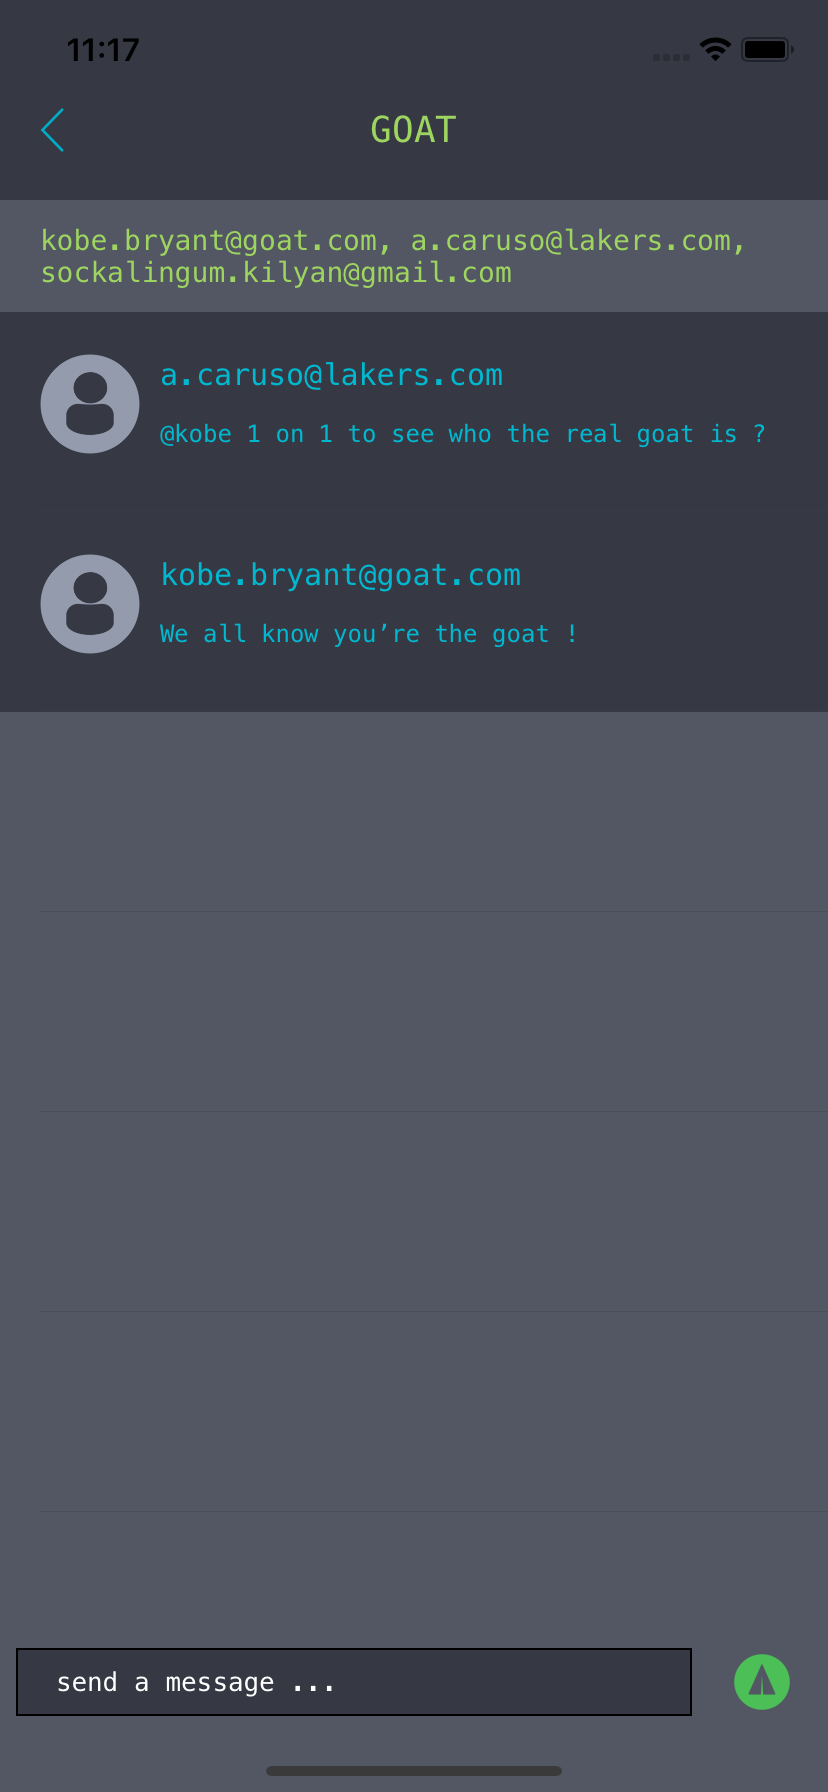 11:17
GOAT
kobe.bryant@goat.com, a.caruso@lakers.com,
sockalingum.kilyan@gmail.com
a.caruso@lakers.com
@kobe 1 on 1 to see who the real goat is ?
kobe.bryant@goat.com
We all know you’re the goat !
send a message ...